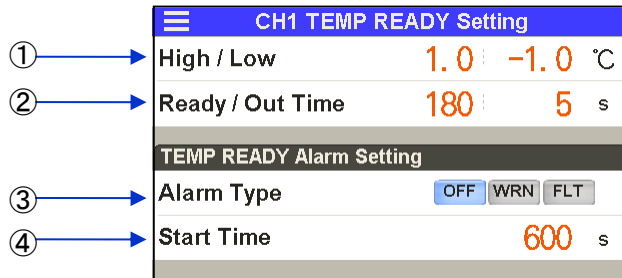 CH1 TEMP READY Setting
① High / Low 1.0 -1.0 ℃
② Ready / Out Time 180 5 s
TEMP READY Alarm Setting
③ Alarm Type OFF WRN FLT
④ Start Time 600 s